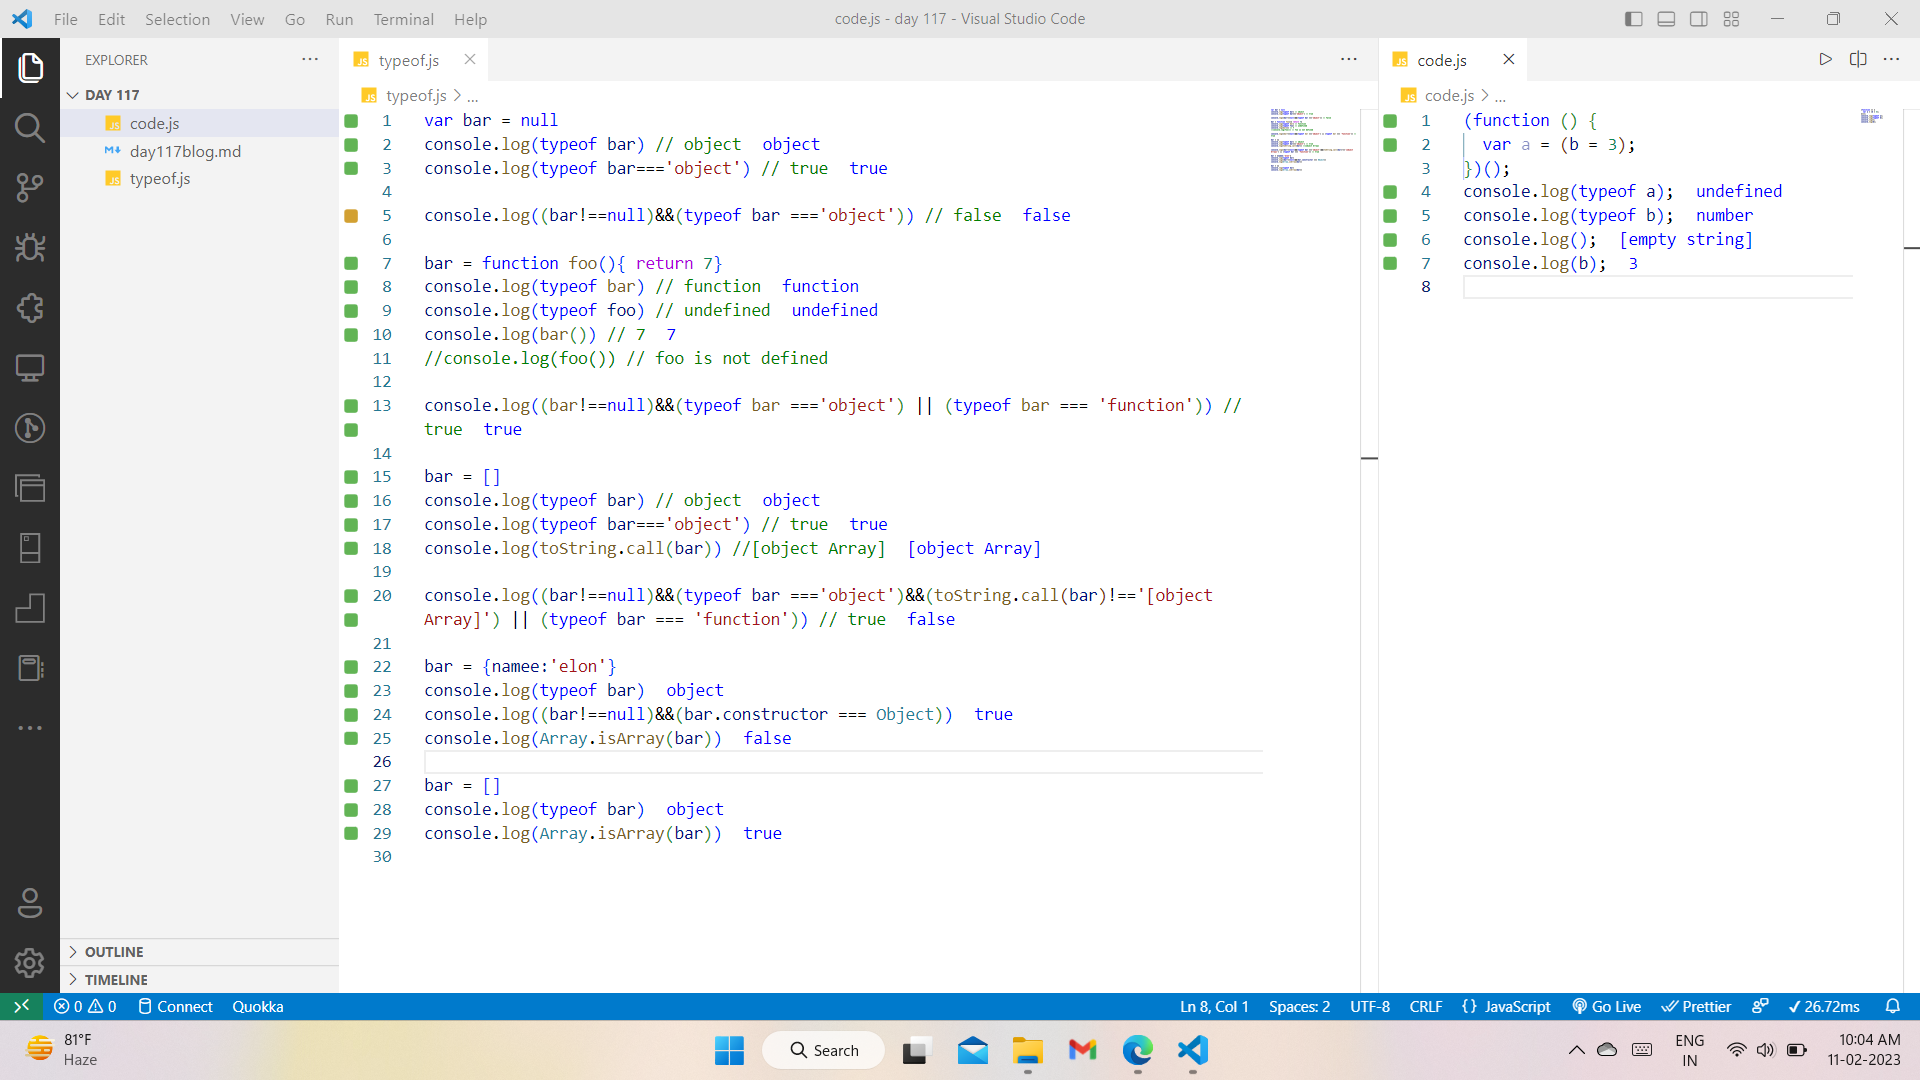 File Edit Selection View Go Run Terminal Help
code.js - day 117 - Visual Studio Code
EXPLORER
DAY 117
code.js
day117blog.md
typeof.js
OUTLINE
TIMELINE
typeof.js
typeof.js > ...
1 var bar = null
2 console.log(typeof bar) // object object
3 console.log(typeof bar==='object') // true true
4
5 console.log((bar!==null)&&(typeof bar ==='object')) // false false
6
7 bar = function foo(){ return 7}
8 console.log(typeof bar) // function function
9 console.log(typeof foo) // undefined undefined
10 console.log(bar()) // 7 7
11 //console.log(foo()) // foo is not defined
12
13 console.log((bar!==null)&&(typeof bar ==='object') || (typeof bar === 'function')) //
true true
14
15 bar = []
16 console.log(typeof bar) // object object
17 console.log(typeof bar==='object') // true true
18 console.log(toString.call(bar)) //[object Array] [object Array]
19
20 console.log((bar!==null)&&(typeof bar ==='object')&&(toString.call(bar)!=='[object
Array]') || (typeof bar === 'function')) // true false
21
22 bar = {namee:'elon'}
23 console.log(typeof bar) object
24 console.log((bar!==null)&&(bar.constructor === Object)) true
25 console.log(Array.isArray(bar)) false
26
27 bar = []
28 console.log(typeof bar) object
29 console.log(Array.isArray(bar)) true
30
code.js
code.js > ...
1 (function () {
2 var a = (b = 3);
3 })();
4 console.log(typeof a); undefined
5 console.log(typeof b); number
6 console.log(); [empty string]
7 console.log(b); 3
8
0 0 Connect Quokka
Ln 8, Col 1 Spaces: 2 UTF-8 CRLF {} JavaScript Go Live Prettier 26.72ms
81°F
Haze
Search
ENG
IN
10:04 AM
11-02-2023